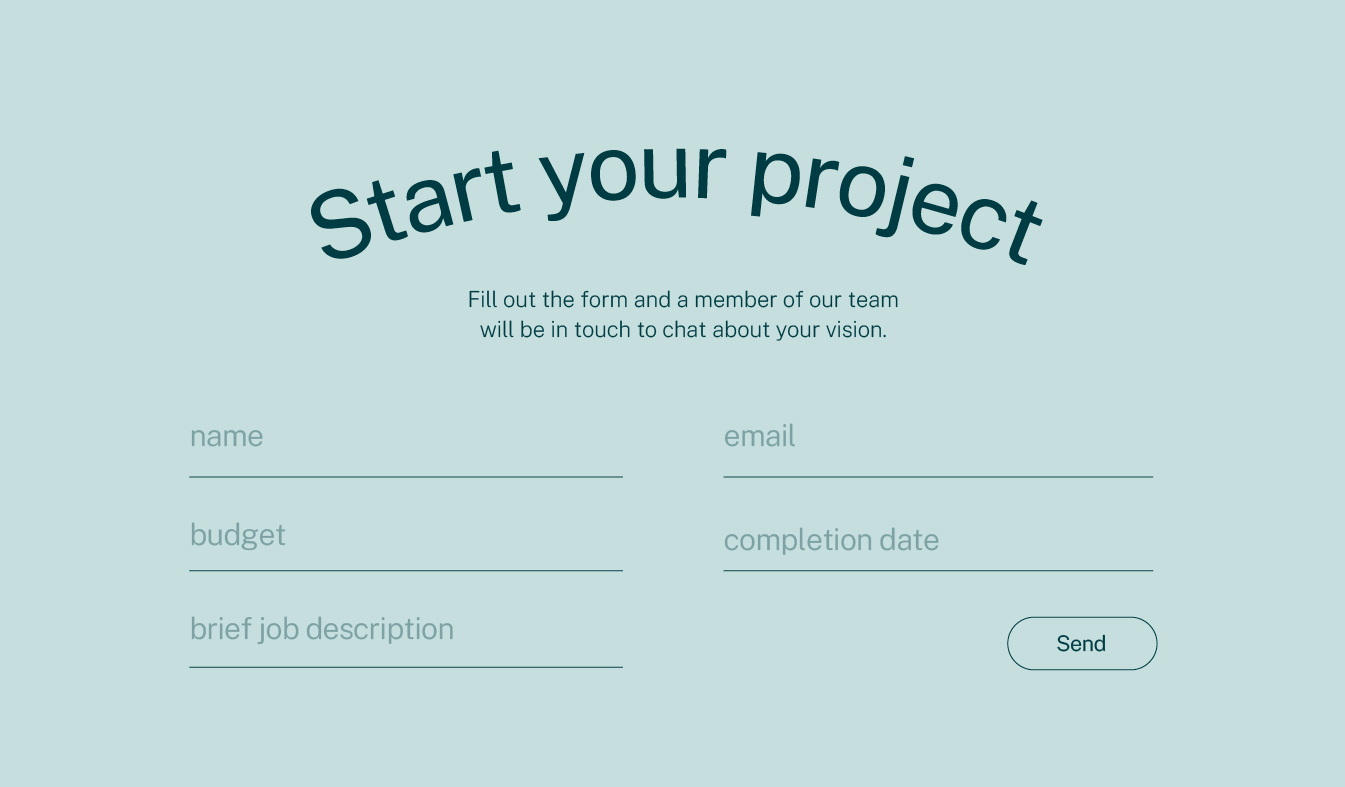 Start your project
Fill out the form and a member of our team
will be in touch to chat about your vision.
name
email
budget
completion date
brief job description
Send